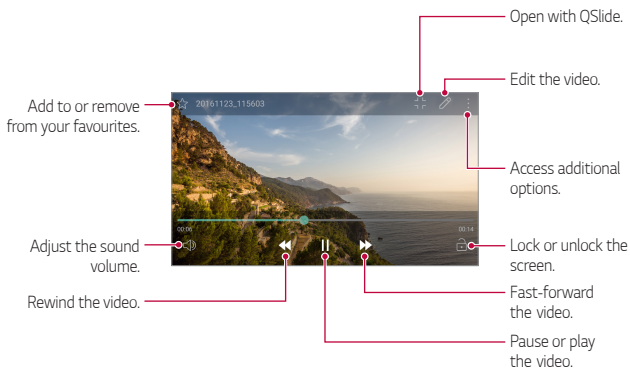 Open with QSlide.
Edit the video.
Add to or remove
from your favourites.
20161123_115603
Access additional
options.
00:06
00:14
Adjust the sound
volume.
Lock or unlock the
screen.
Rewind the video.
Fast-forward
the video.
Pause or play
the video.